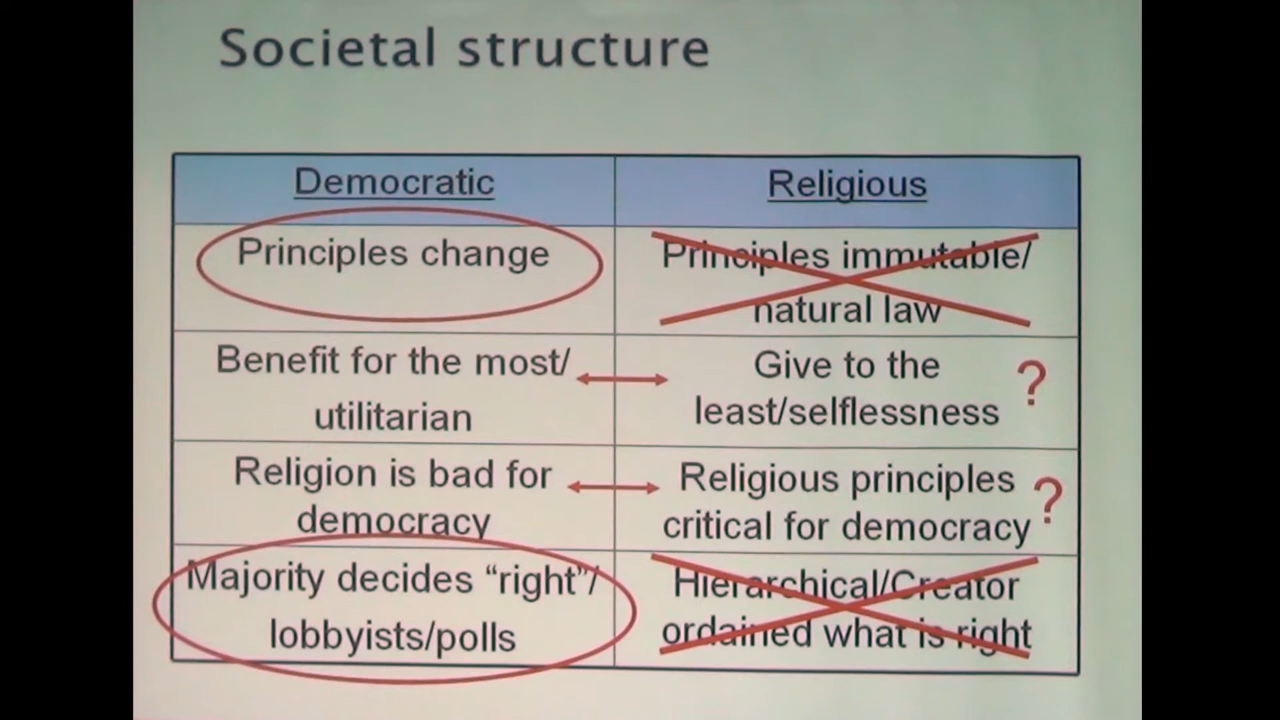 Societal structure
Democratic
Religious
Principles change
Principles immutable/
natural law
Benefit for the most/
utilitarian
Give to the
least/selflessness
?
Religion is bad for
democracy
Religious principles
critical for democracy
?
Majority decides “right”/
lobbyists/polls
Hierarchical/Creator
ordained what is right